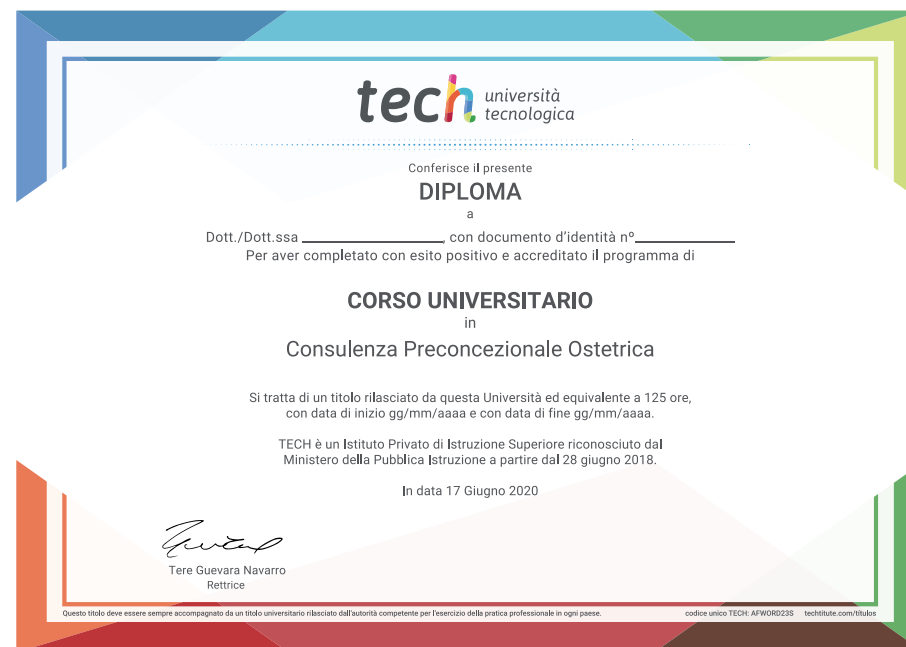 tech università
tecnologica
Conferisce il presente
DIPLOMA
a
Dott./Dott.ssa ____________________, con documento d'identità nº______________
Per aver completato con esito positivo e accreditato il programma di
CORSO UNIVERSITARIO
in
Consulenza Preconcezionale Ostetrica
Si tratta di un titolo rilasciato da questa Università ed equivalente a 125 ore,
con data di inizio gg/mm/aaaa e con data di fine gg/mm/aaaa.
TECH è un Istituto Privato di Istruzione Superiore riconosciuto dal
Ministero della Pubblica Istruzione a partire dal 28 giugno 2018.
In data 17 Giugno 2020
Tere Guevara Navarro
Rettrice
Questo titolo deve essere sempre accompagnato da un titolo universitario rilasciato dall'autorità competente per l'esercizio della pratica professionale in ogni paese. codice unico TECH: AFWORD23S techtitute.com/títulos